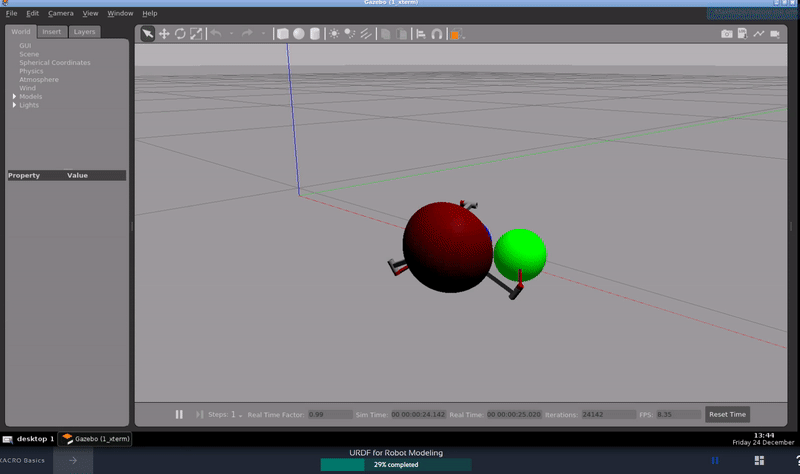 Gazebo (1_xterm)
File Edit Camera View Window Help
World Insert Layers
GUI
Scene
Spherical Coordinates
Physics
Atmosphere
Wind
Models
Lights
Property Value
Steps: 1 Real Time Factor: 0.99 Sim Time: 00 00:00:24.142 Real Time: 00 00:00:25.020 Iterations: 24142 FPS: 8.35 Reset Time
desktop 1 Gazebo (1_xterm)
13:44
Friday 24 December
XACRO Basics
URDF for Robot Modeling
29% completed